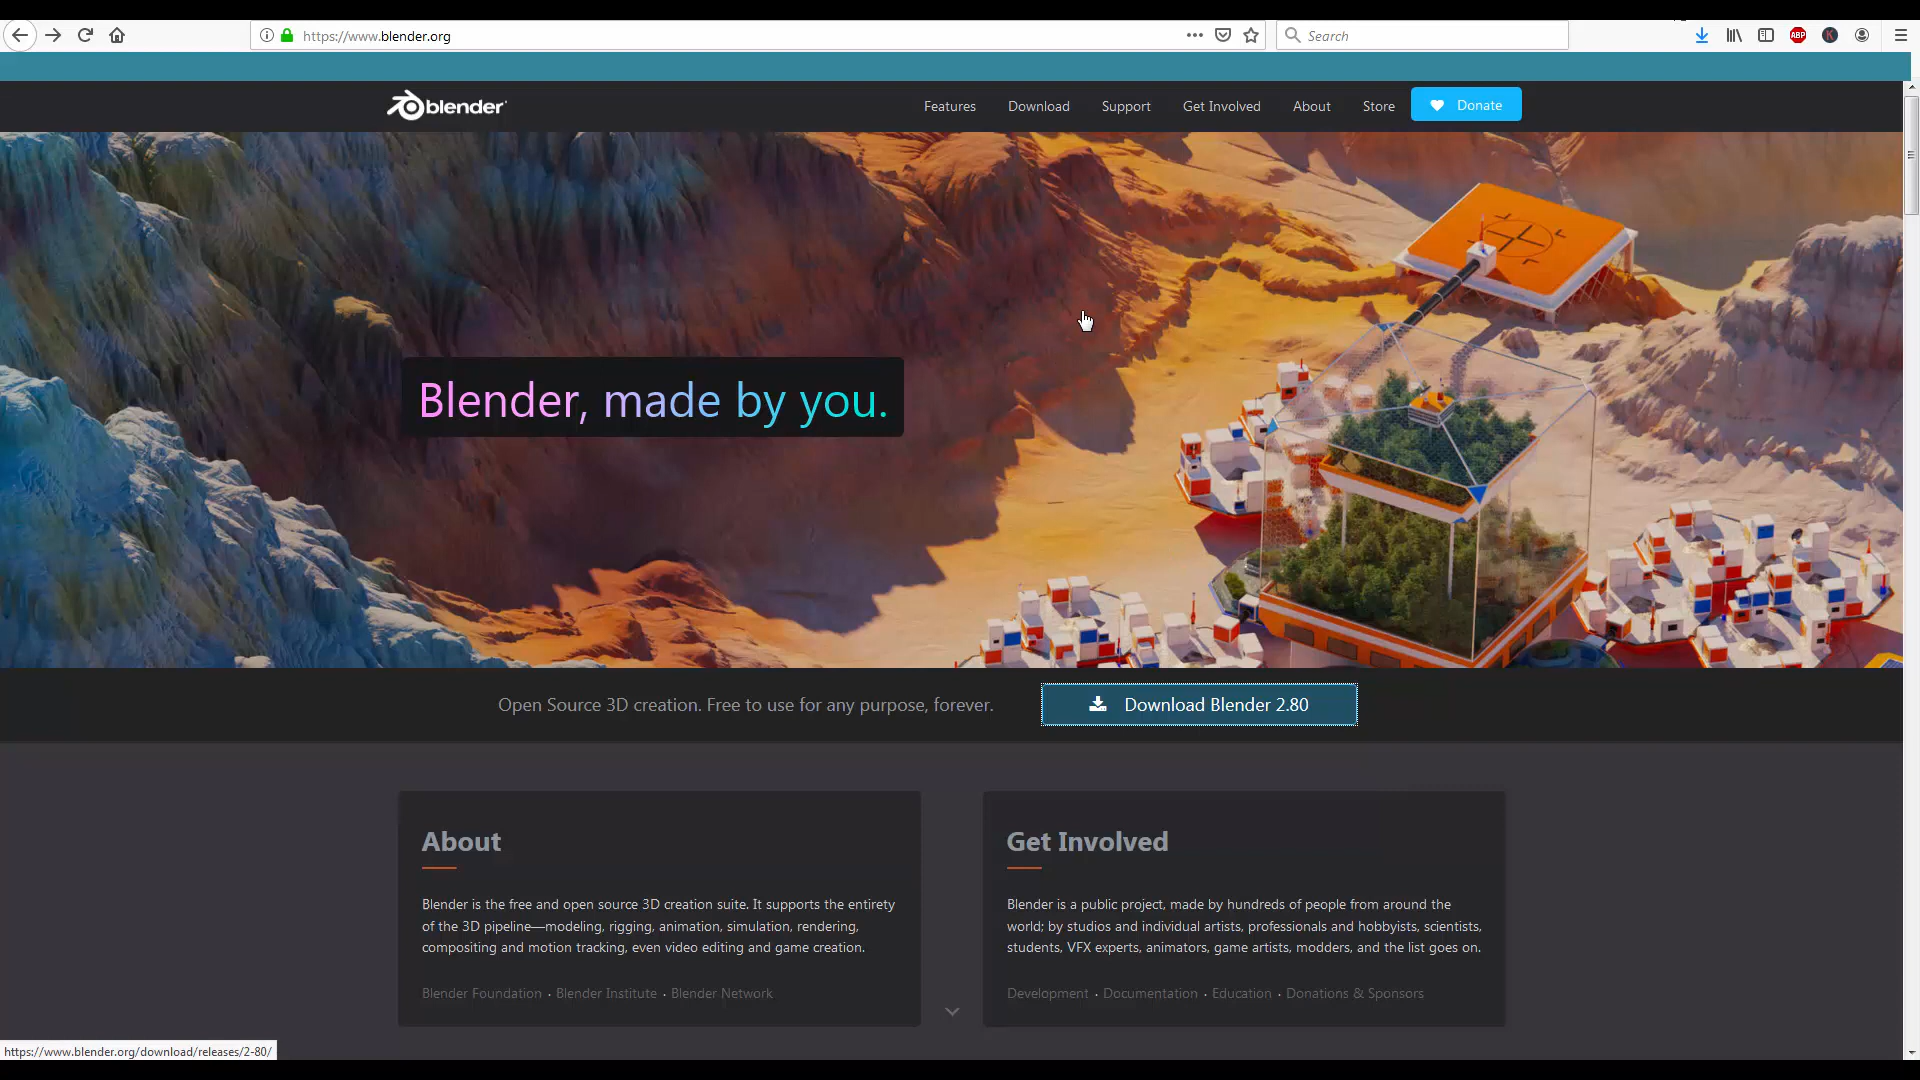 https://www.blender.org
Search
ABP
blender
Features
Download
Support
Get Involved
About
Store
Donate
Blender, made by you.
Open Source 3D creation. Free to use for any purpose, forever.
Download Blender 2.80
About
Blender is the free and open source 3D creation suite. It supports the entirety
of the 3D pipeline—modeling, rigging, animation, simulation, rendering,
compositing and motion tracking, even video editing and game creation.
Blender Foundation · Blender Institute · Blender Network
Get Involved
Blender is a public project, made by hundreds of people from around the
world; by studios and individual artists, professionals and hobbyists, scientists,
students, VFX experts, animators, game artists, modders, and the list goes on.
Development · Documentation · Education · Donations & Sponsors
https://www.blender.org/download/releases/2-80/